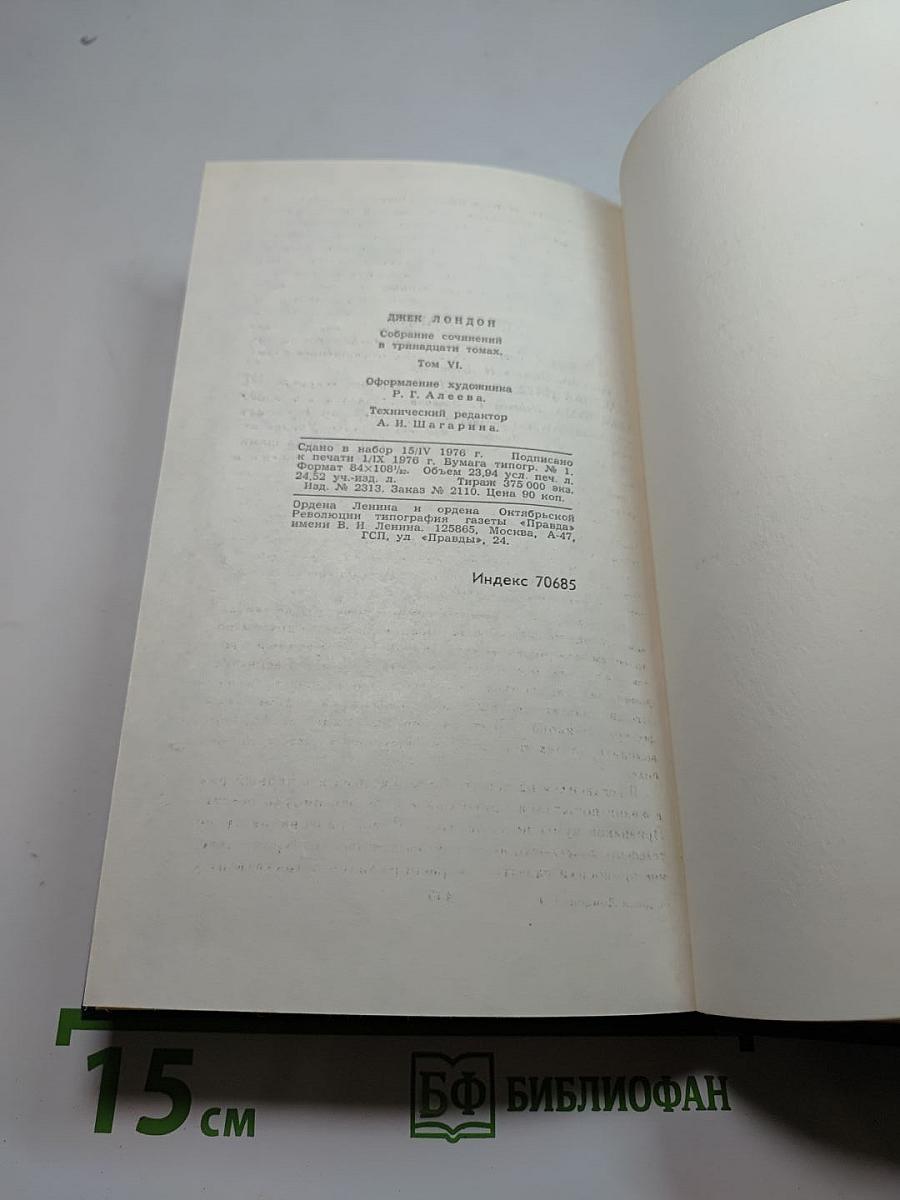 ДЖЕК ЛОНДОН
Собрание сочинений
в тринадцати томах.
Том VI.
Оформление художника
Р. Г. Алеева.
Технический редактор
А. И. Шагарина.
Сдано в набор 15/IV 1976 г. Подписано
к печати 1/IX 1976 г. Бумага типогр. № 1.
Формат 84×108¹/₃₂. Объем 23,94 усл. печ. л.
24,52 уч.-изд. л. Тираж 375 000 экз.
Изд. № 2313. Заказ № 2110. Цена 90 коп.
Ордена Ленина и ордена Октябрьской
Революции типография газеты «Правда»
имени В. И. Ленина. 125865, Москва, А-47,
ГСП, ул. «Правды», 24.
Индекс 70685
15 см
БФ БИБЛИОФАН